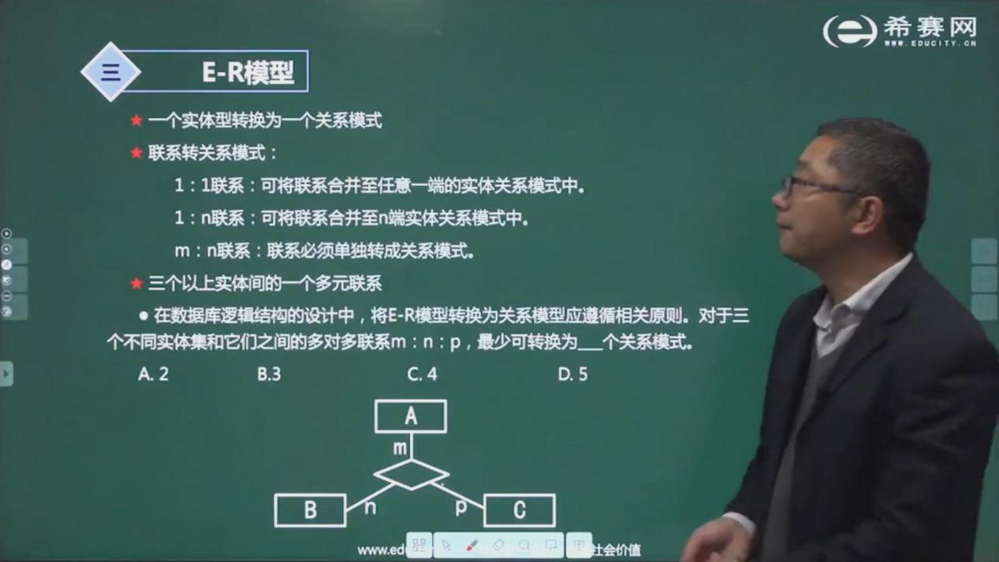 希赛网
WWW.EDUCITY.CN
三 E-R模型
★ 一个实体型转换为一个关系模式
★ 联系转关系模式：
1：1联系：可将联系合并至任意一端的实体关系模式中。
1：n联系：可将联系合并至n端实体关系模式中。
m：n联系：联系必须单独转成关系模式。
★ 三个以上实体间的一个多元联系
● 在数据库逻辑结构的设计中，将E-R模型转换为关系模型应遵循相关原则。对于三
个不同实体集和它们之间的多对多联系m：n：p，最少可转换为___个关系模式。
A. 2 B.3 C. 4 D. 5
A
m
B n p C
www.edu 社会价值